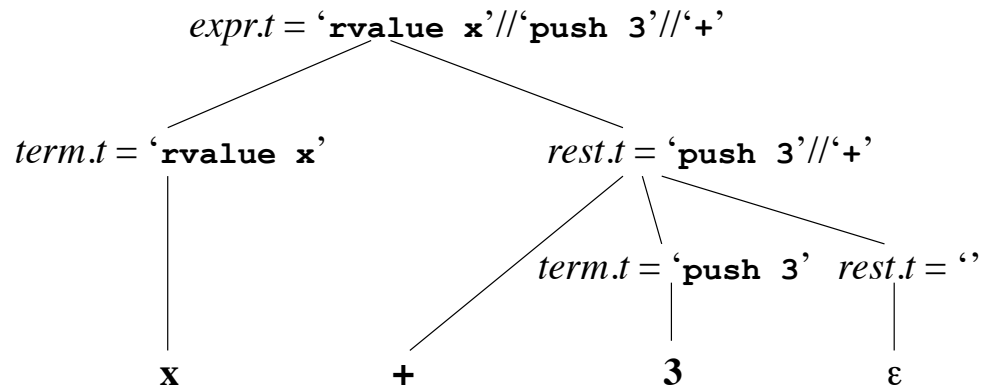 expr.t = ‘rvalue x’//‘push 3’//‘+’
term.t = ‘rvalue x’ rest.t = ‘push 3’//‘+’
term.t = ‘push 3’ rest.t = ‘’
x + 3 ε